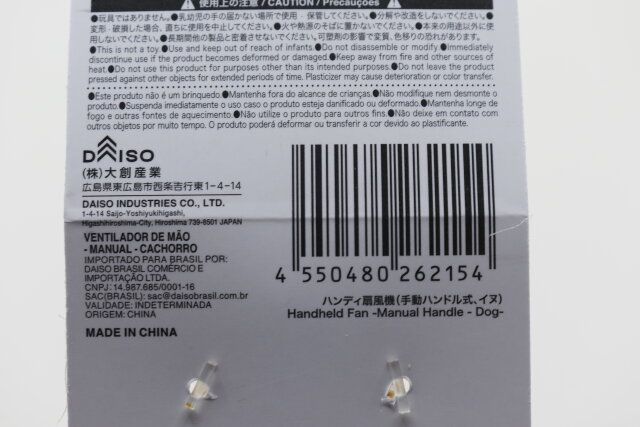 使用上の注意 / CAUTION / Precauções
●玩具ではありません。●乳幼児の手の届かない場所で使用・保管してください。●分解や改造をしないでください。●
変形・破損した場合、直ちに使用を中止してください。●火や熱源のそばに置かないでください。●本来の用途以外に使
用しないでください。●長期間他の製品と密着させないでください。可塑剤の影響で変質、色移りの恐れがあります。
●This is not a toy.●Use and keep out of reach of infants.●Do not disassemble or modify.●Immediately
discontinue use if the product becomes deformed or damaged.●Keep away from fire and other sources of
heat.●Do not use this product for purposes other than its intended purposes.●Do not leave the product
pressed against other objects for extended periods of time. Plasticizer may cause deterioration or color transfer.
●Este produto não é um brinquedo.●Mantenha fora do alcance de crianças.●Não modifique nem desmonte o
produto.●Suspenda imediatamente o uso caso o produto esteja danificado ou deformado.●Mantenha longe de
fogo e outras fontes de aquecimento.●Não utilize o produto para outros fins.●Não deixe em contato com
outros objetos por muito tempo. O produto poderá deformar ou transferir a cor devido ao plastificante.
DAISO
(株)大創産業
広島県東広島市西条吉行東1-4-14
DAISO INDUSTRIES CO., LTD.
1-4-14 Saijo-Yoshiyukihigashi,
Higashihiroshima-City, Hiroshima 739-8501 JAPAN
VENTILADOR DE MÃO
- MANUAL - CACHORRO
IMPORTADO PARA BRASIL POR:
DAISO BRASIL COMÉRCIO E
IMPORTAÇÃO LTDA.
CNPJ: 14.987.685/0001-16
SAC(BRASIL): sac@daisobrasil.com.br
VALIDADE: INDETERMINADA
ORIGEM: CHINA
MADE IN CHINA
4 550480 262154
ハンディ扇風機(手動ハンドル式、イヌ)
Handheld Fan -Manual Handle - Dog-